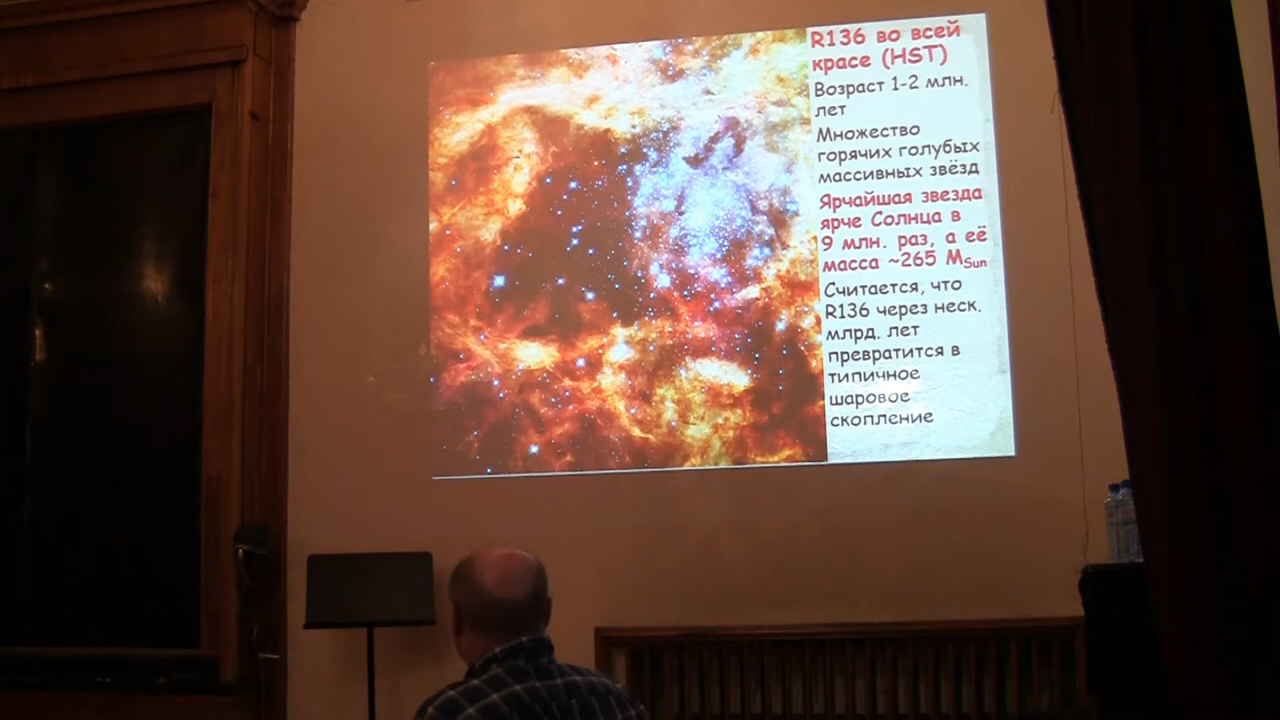 R136 во всей
красе (HST)
Возраст 1-2 млн.
лет
Множество
горячих голубых
массивных звёзд
Ярчайшая звезда
ярче Солнца в
9 млн. раз, а её
масса ~265 MSun
Считается, что
R136 через неск.
млрд. лет
превратится в
типичное
шаровое
скопление